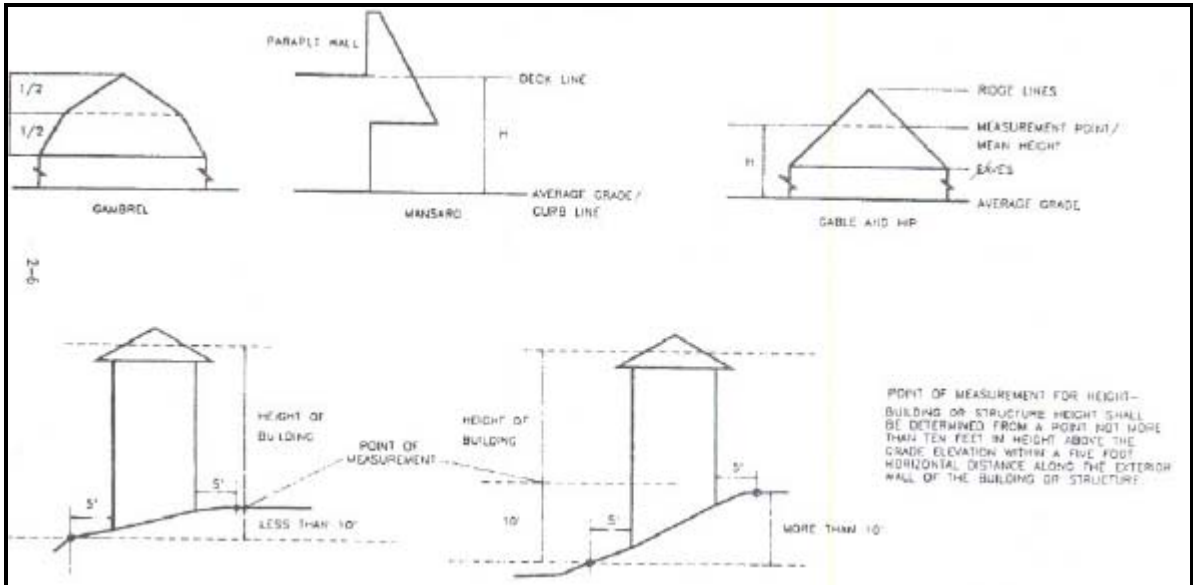 PARAPET WALL
DECK LINE
1/2
1/2
H
AVERAGE GRADE/
CURB LINE
GAMBREL
MANSARD
RIDGE LINES
MEASUREMENT POINT/
MEAN HEIGHT
H
EAVES
AVERAGE GRADE
GABLE AND HIP
2-6
HEIGHT OF
BUILDING
POINT OF
MEASUREMENT
5'
5'
LESS THAN 10'
HEIGHT OF
BUILDING
5'
10'
5'
MORE THAN 10'
POINT OF MEASUREMENT FOR HEIGHT-
BUILDING OR STRUCTURE HEIGHT SHALL
BE DETERMINED FROM A POINT NOT MORE
THAN TEN FEET IN HEIGHT ABOVE THE
GRADE ELEVATION WITHIN A FIVE FOOT
HORIZONTAL DISTANCE ALONG THE EXTERIOR
WALL OF THE BUILDING OR STRUCTURE